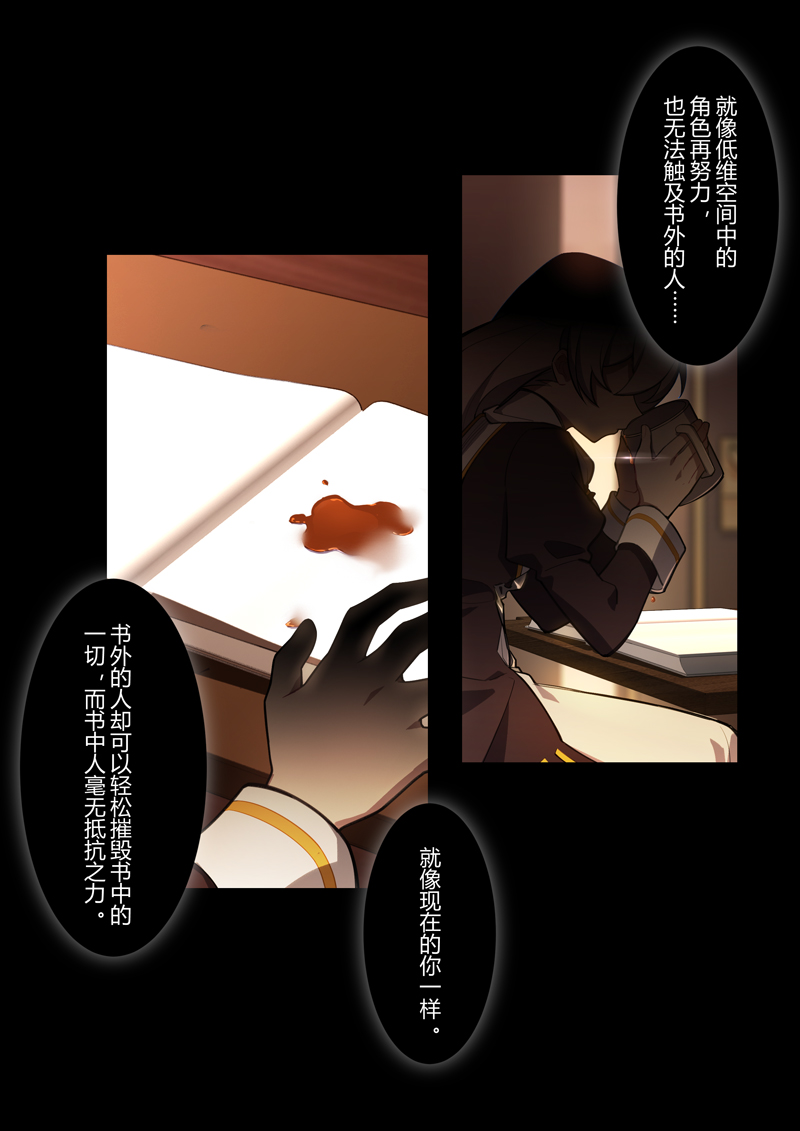 就像低维空间中的
角色再努力，
也无法触及书外的人……
书外的人却可以轻松摧毁书中的
一切，而书中人毫无抵抗之力。
就像现在的你一样。